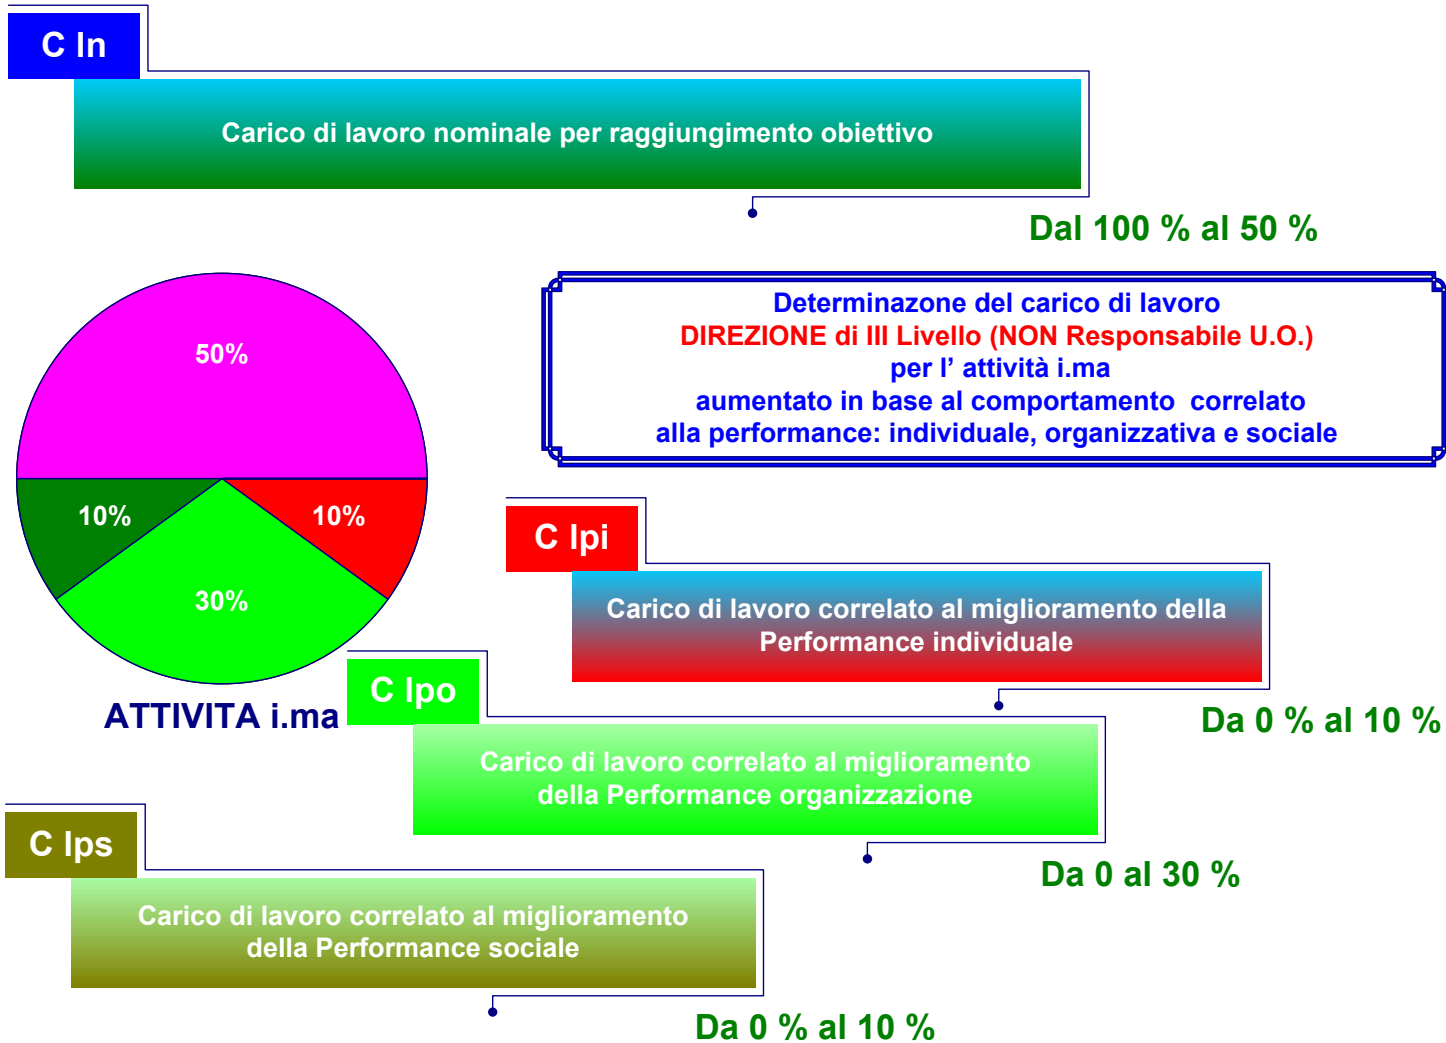 C ln
Carico di lavoro nominale per raggiungimento obiettivo
Dal 100 % al 50 %
Determinazone del carico di lavoro
DIREZIONE di III Livello (NON Responsabile U.O.)
per l’ attività i.ma
aumentato in base al comportamento correlato
alla performance: individuale, organizzativa e sociale
50%
10%
10%
30%
ATTIVITA i.ma
C lpi
Carico di lavoro correlato al miglioramento della
Performance individuale
Da 0 % al 10 %
C lpo
Carico di lavoro correlato al miglioramento
della Performance organizzazione
Da 0 al 30 %
C lps
Carico di lavoro correlato al miglioramento
della Performance sociale
Da 0 % al 10 %